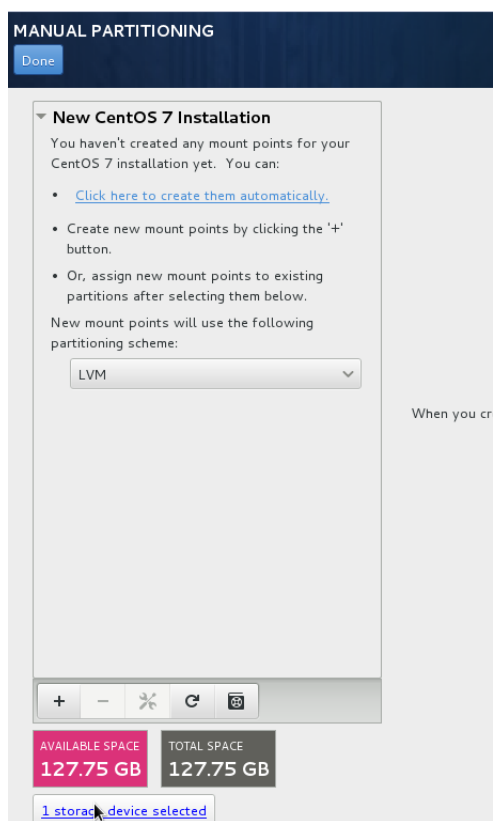 MANUAL PARTITIONING
Done
New CentOS 7 Installation
You haven't created any mount points for your
CentOS 7 installation yet. You can:
• Click here to create them automatically.
• Create new mount points by clicking the '+'
button.
• Or, assign new mount points to existing
partitions after selecting them below.
New mount points will use the following
partitioning scheme:
LVM
When you cr
+ −
AVAILABLE SPACE
127.75 GB
TOTAL SPACE
127.75 GB
1 storage device selected